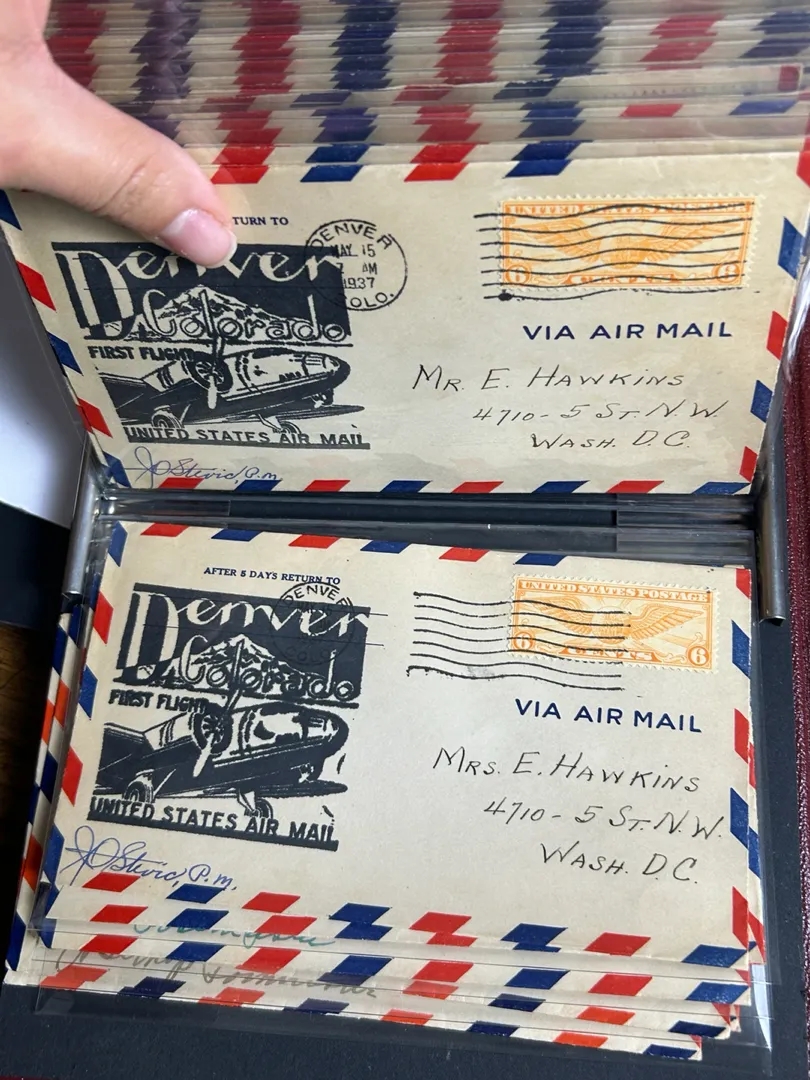 TURN TO
DENVER
MAY 15
AM
1937
COLO.
UNITED STATES
6 CENTS 6
Denver
Colorado
FIRST FLIGHT
UNITED STATES AIR MAIL
VIA AIR MAIL
MR. E. HAWKINS
4710-5 ST. N.W.
WASH. D.C.
P.m.
AFTER 5 DAYS RETURN TO
DENVER
UNITED STATES POSTAGE
6 CENTS 6
Denver
Colorado
FIRST FLIGHT
UNITED STATES AIR MAIL
VIA AIR MAIL
MRS. E. HAWKINS
4710-5 ST. N.W.
WASH. D.C.
P.m.